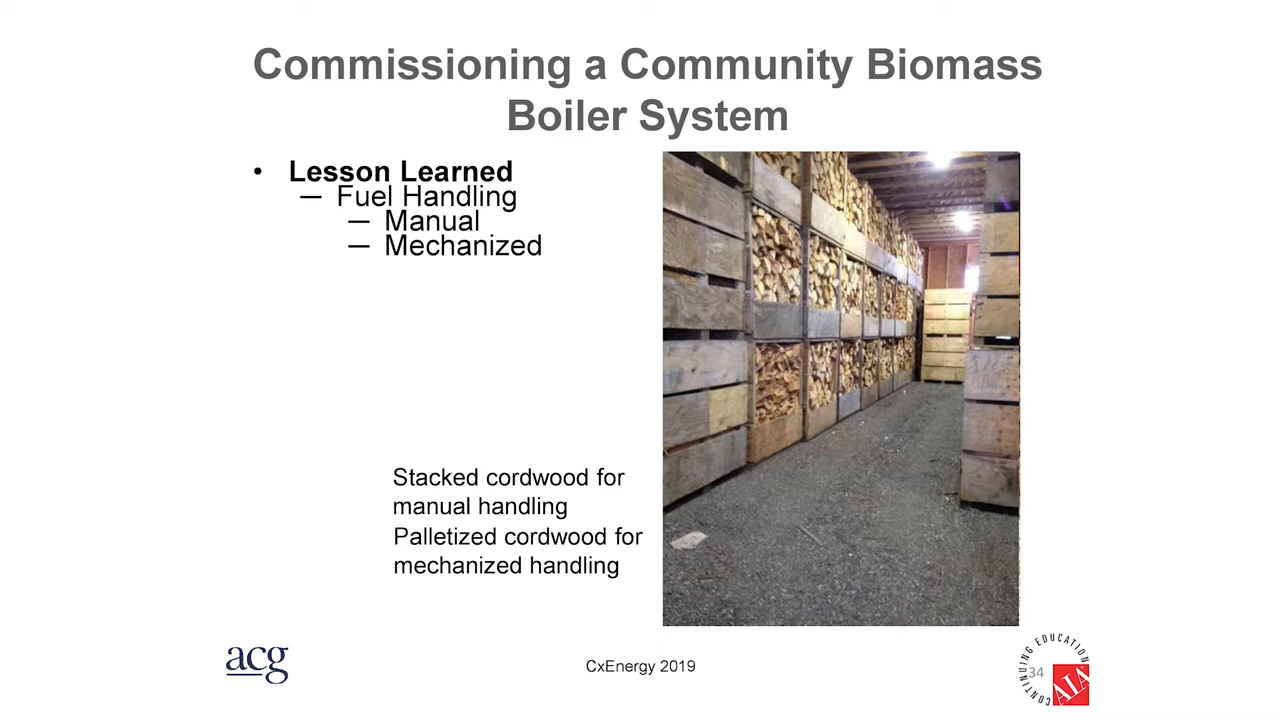 Commissioning a Community Biomass
Boiler System
• Lesson Learned
— Fuel Handling
— Manual
— Mechanized
Stacked cordwood for
manual handling
Palletized cordwood for
mechanized handling
acg
CxEnergy 2019
CONTINUING EDUCATION
34
AIA